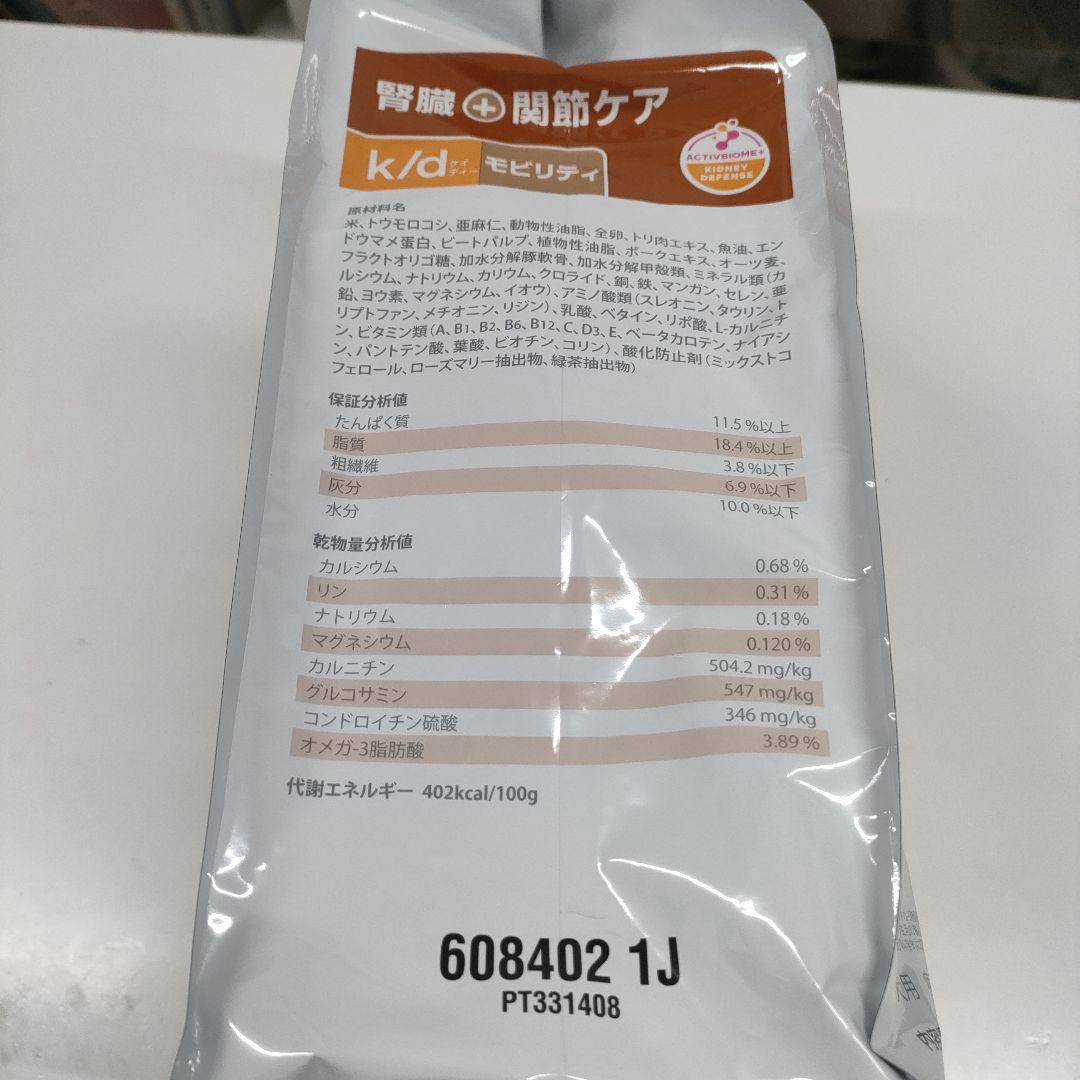 腎臓 + 関節ケア
k/d ケイディー モビリティ
ACTIVBIOME+
KIDNEY
DEFENSE
原材料名
米、トウモロコシ、亜麻仁、動物性油脂、全卵、トリ肉エキス、魚油、エン
ドウマメ蛋白、ビートパルプ、植物性油脂、ポークエキス、オーツ麦、
フラクトオリゴ糖、加水分解豚軟骨、加水分解甲殻類、ミネラル類（カ
ルシウム、ナトリウム、カリウム、クロライド、銅、鉄、マンガン、セレン、亜
鉛、ヨウ素、マグネシウム、イオウ）、アミノ酸類（スレオニン、タウリン、ト
リプトファン、メチオニン、リジン）、乳酸、ベタイン、リポ酸、L-カルニチ
ン、ビタミン類（A、B1、B2、B6、B12、C、D3、E、ベータカロテン、ナイアシ
ン、パントテン酸、葉酸、ビオチン、コリン）、酸化防止剤（ミックストコ
フェロール、ローズマリー抽出物、緑茶抽出物）
保証分析値
たんぱく質 11.5%以上
脂質 18.4%以上
粗繊維 3.8%以下
灰分 6.9%以下
水分 10.0%以下
乾物量分析値
カルシウム 0.68%
リン 0.31%
ナトリウム 0.18%
マグネシウム 0.120%
カルニチン 504.2 mg/kg
グルコサミン 547 mg/kg
コンドロイチン硫酸 346 mg/kg
オメガ-3脂肪酸 3.89%
代謝エネルギー 402kcal/100g
608402 1J
PT331408